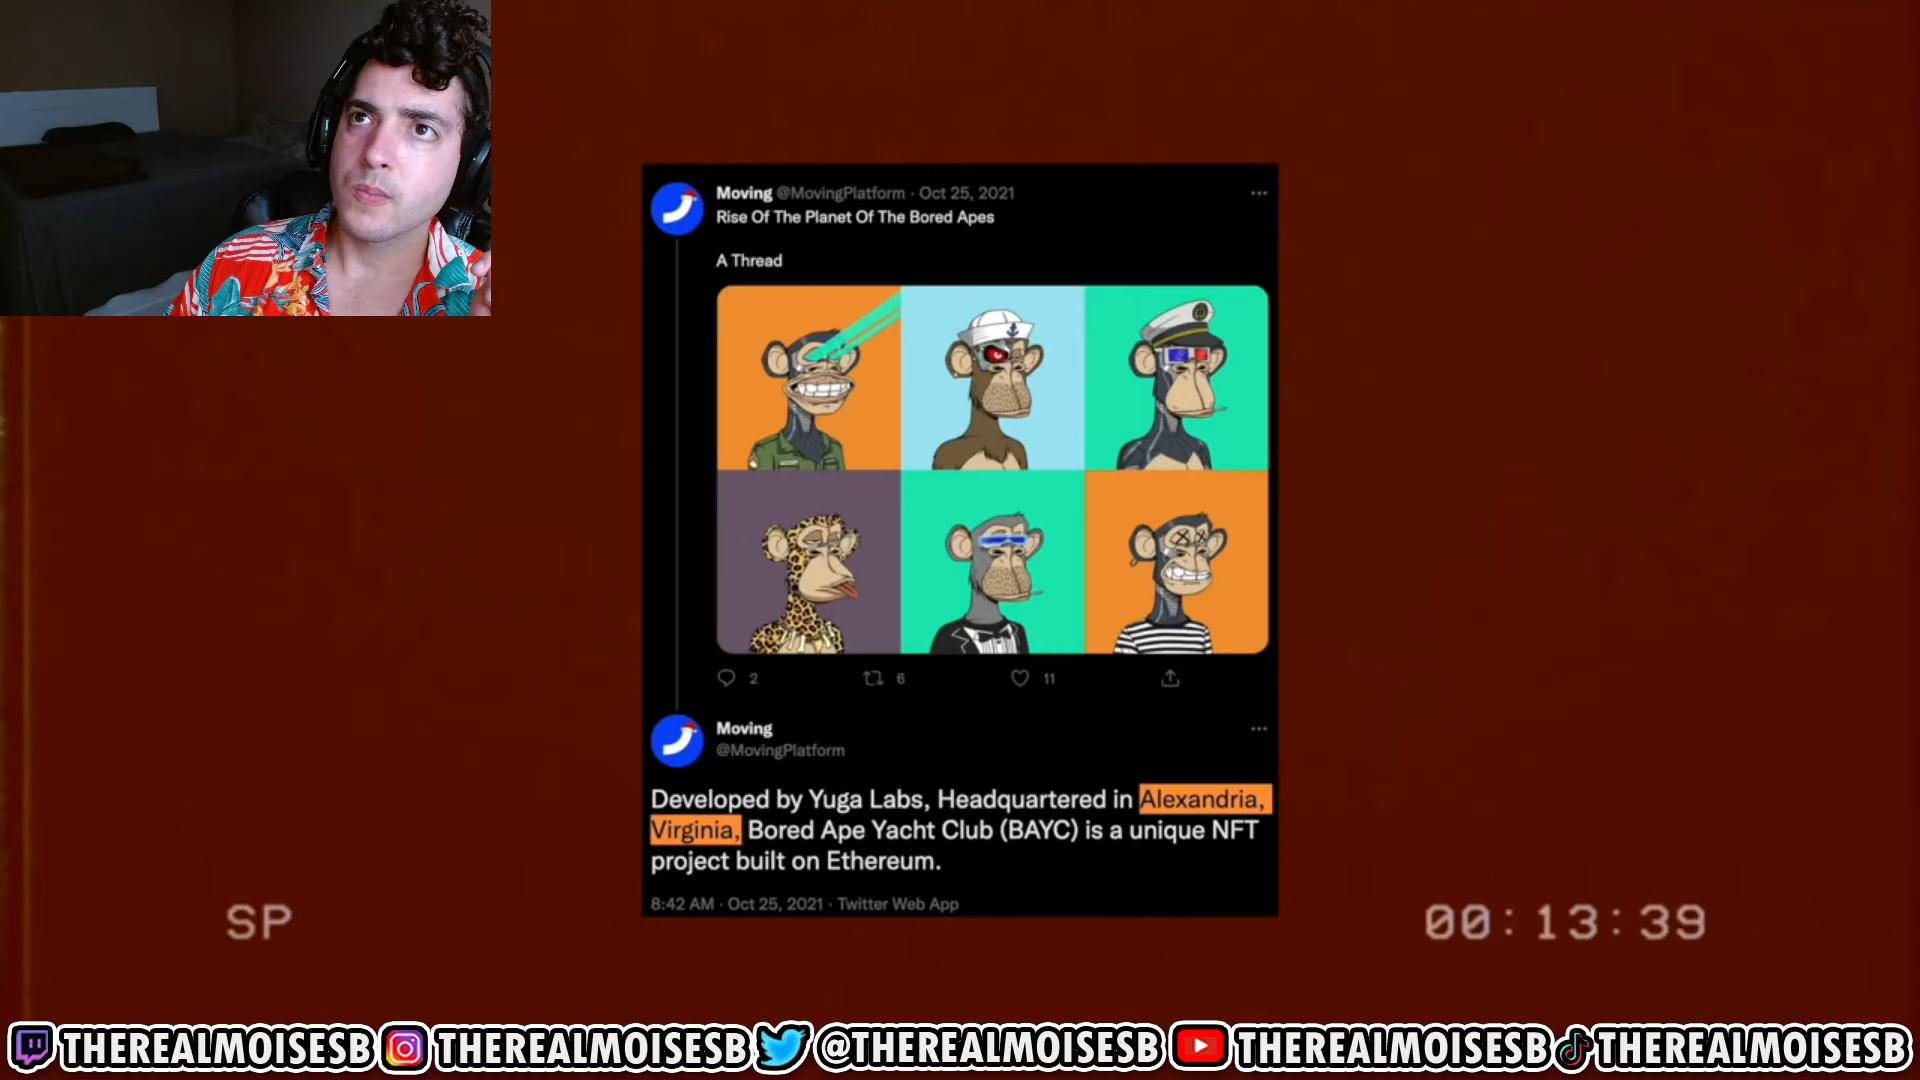 Moving @MovingPlatform · Oct 25, 2021
Rise Of The Planet Of The Bored Apes
A Thread
2 6 11
Moving
@MovingPlatform
Developed by Yuga Labs, Headquartered in Alexandria,
Virginia, Bored Ape Yacht Club (BAYC) is a unique NFT
project built on Ethereum.
8:42 AM · Oct 25, 2021 · Twitter Web App
SP
00:13:39
THEREALMOISESB THEREALMOISESB @THEREALMOISESB THEREALMOISESB THEREALMOISESB